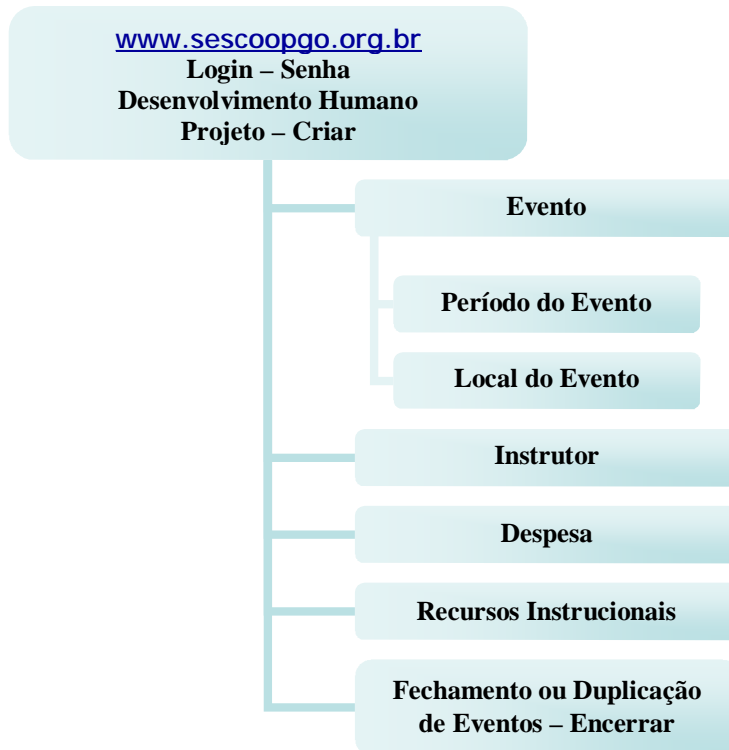 www.sescoopgo.org.br
Login – Senha
Desenvolvimento Humano
Projeto – Criar
Evento
Período do Evento
Local do Evento
Instrutor
Despesa
Recursos Instrucionais
Fechamento ou Duplicação
de Eventos – Encerrar